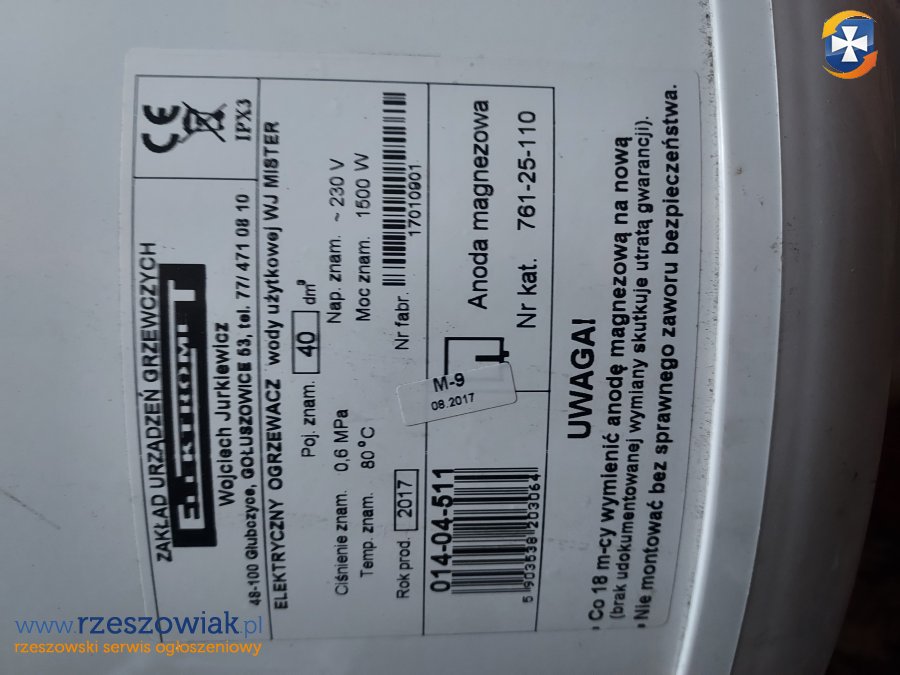 ZAKŁAD URZĄDZEŃ GRZEWCZYCH
ELEKTROMET
Wojciech Jurkiewicz
48-100 Głubczyce, GOŁUSZOWICE 53, tel. 77/ 471 08 10
CE
IPX3
ELEKTRYCZNY OGRZEWACZ wody użytkowej WJ MISTER
Poj. znam. 40 dm³
Ciśnienie znam. 0,6 MPa
Nap. znam. ~ 230 V
Temp. znam. 80 °C
Moc znam. 1500 W
Rok prod. 2017
Nr fabr.
17010901
014-04-511
5 903538 203064
M-9
08.2017
Anoda magnezowa
Nr kat. 761-25-110
UWAGA!
Co 18 m-cy wymienić anodę magnezową na nową
(brak udokumentowanej wymiany skutkuje utratą gwarancji).
Nie montować bez sprawnego zaworu bezpieczeństwa.
www.rzeszowiak.pl
rzeszowski serwis ogłoszeniowy